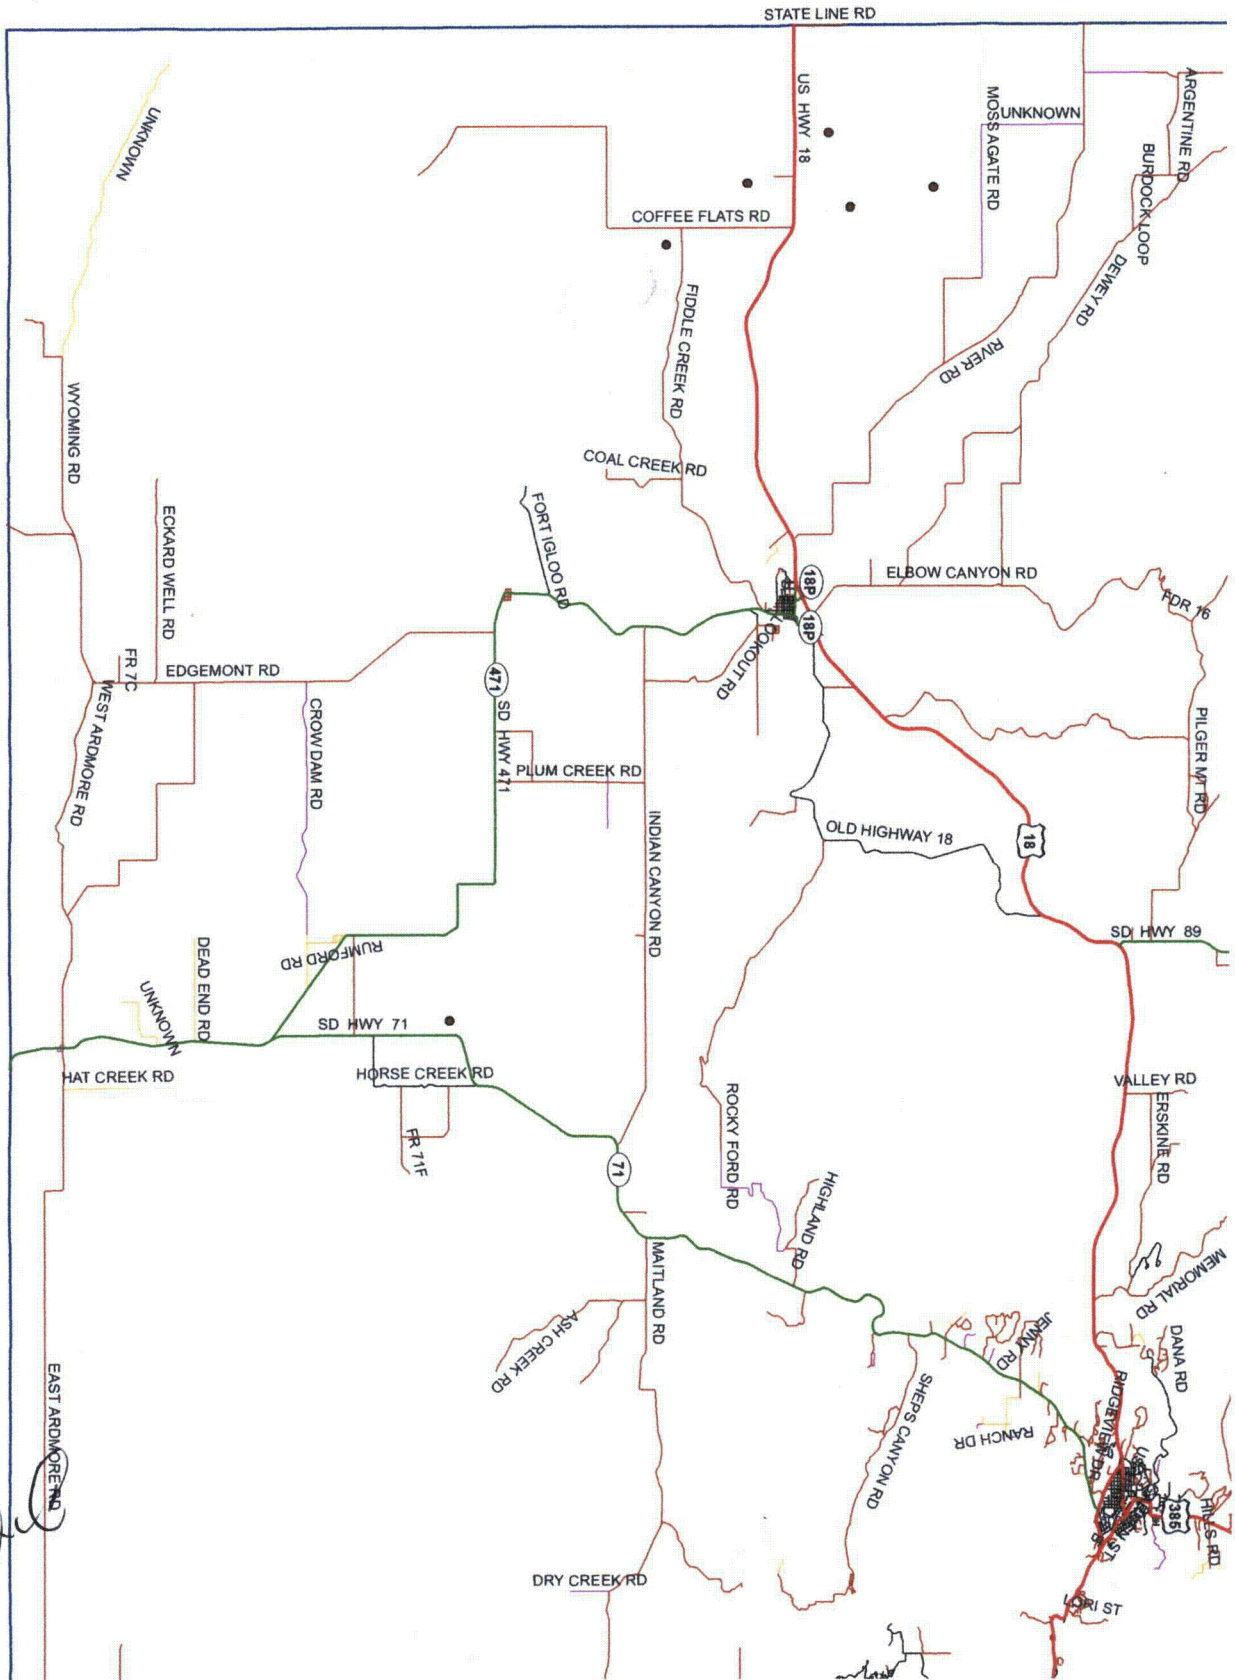 STATE LINE RD
ARGENTINE RD
US HWY 18
MOSS AGATE RD
UNKNOWN
UNKNOWN
BURDOCK LOOP
COFFEE FLATS RD
DEWEY RD
FIDDLE CREEK RD
RIVER RD
WYOMING RD
COAL CREEK RD
FORT IGLOO RD
ECKARD WELL RD
18P
ELBOW CANYON RD
FDR 16
18P
LOOKOUT RD
FR 7C
EDGEMONT RD
WEST ARDMORE RD
471
SD HWY 471
CROW DAM RD
PILGER MT RD
PLUM CREEK RD
INDIAN CANYON RD
OLD HIGHWAY 18
18
SD HWY 89
RUMFORD RD
DEAD END RD
UNKNOWN
SD HWY 71
HAT CREEK RD
HORSE CREEK RD
VALLEY RD
ERSKINE RD
ROCKY FORD RD
FR 71F
71
HIGHLAND RD
MEMORIAL RD
MAITLAND RD
ASH CREEK RD
JENNY RD
DANA RD
EAST ARDMORE RD
SHEPS CANYON RD
RANCH DR
RIDGEVIEW DR
385
HILLS RD
DRY CREEK RD
LORI ST